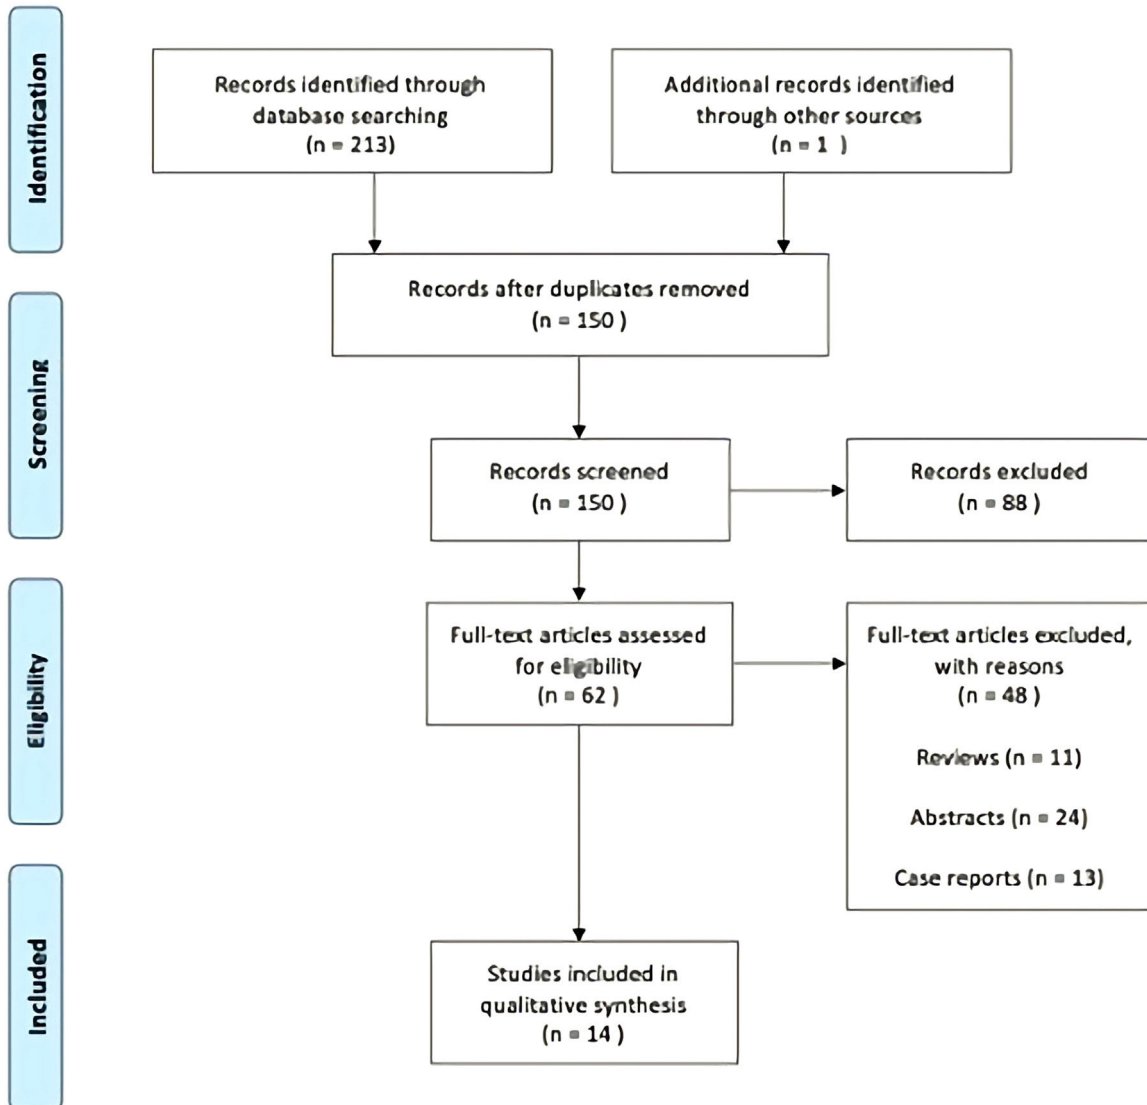 Identification
Records identified through
database searching
(n = 213)
Additional records identified
through other sources
(n = 1 )
Records after duplicates removed
(n = 150 )
Screening
Records screened
(n = 150 )
Records excluded
(n = 88 )
Eligibility
Full-text articles assessed
for eligibility
(n = 62 )
Full-text articles excluded,
with reasons
(n = 48 )
Reviews (n = 11)
Abstracts (n = 24)
Case reports (n = 13)
Included
Studies included in
qualitative synthesis
(n = 14 )